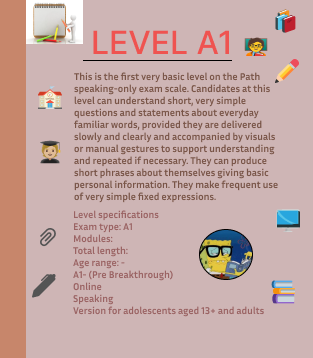 LEVEL A1
This is the first very basic level on the Path
speaking-only exam scale. Candidates at this
level can understand short, very simple
questions and statements about everyday
familiar words, provided they are delivered
slowly and clearly and accompanied by visuals
or manual gestures to support understanding
and repeated if necessary. They can produce
short phrases about themselves giving basic
personal information. They make frequent use
of very simple fixed expressions.
Level specifications
Exam type: A1
Modules:
Total length:
Age range: -
A1- (Pre Breakthrough)
Online
Speaking
Version for adolescents aged 13+ and adults